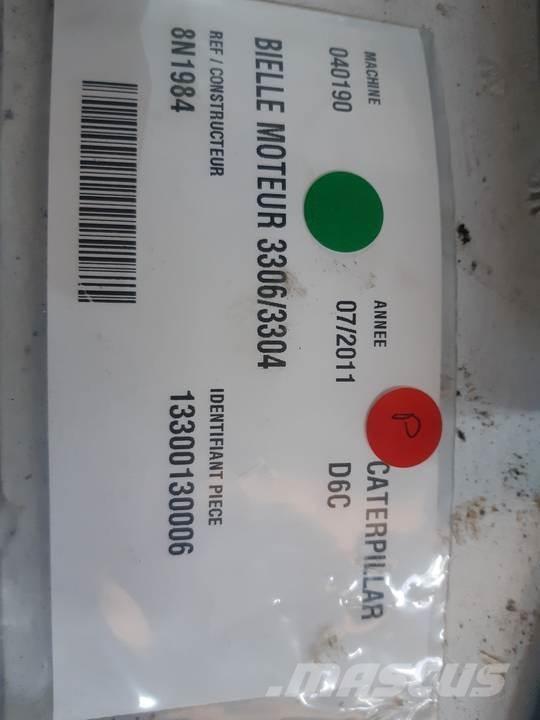 MACHINE ANNEE CATERPILLAR
040190 07/2011 D6C
P
BIELLE MOTEUR 3306/3304
REF / CONSTRUCTEUR IDENTIFIANT PIECE
8N1984 13300130006
MASCUS